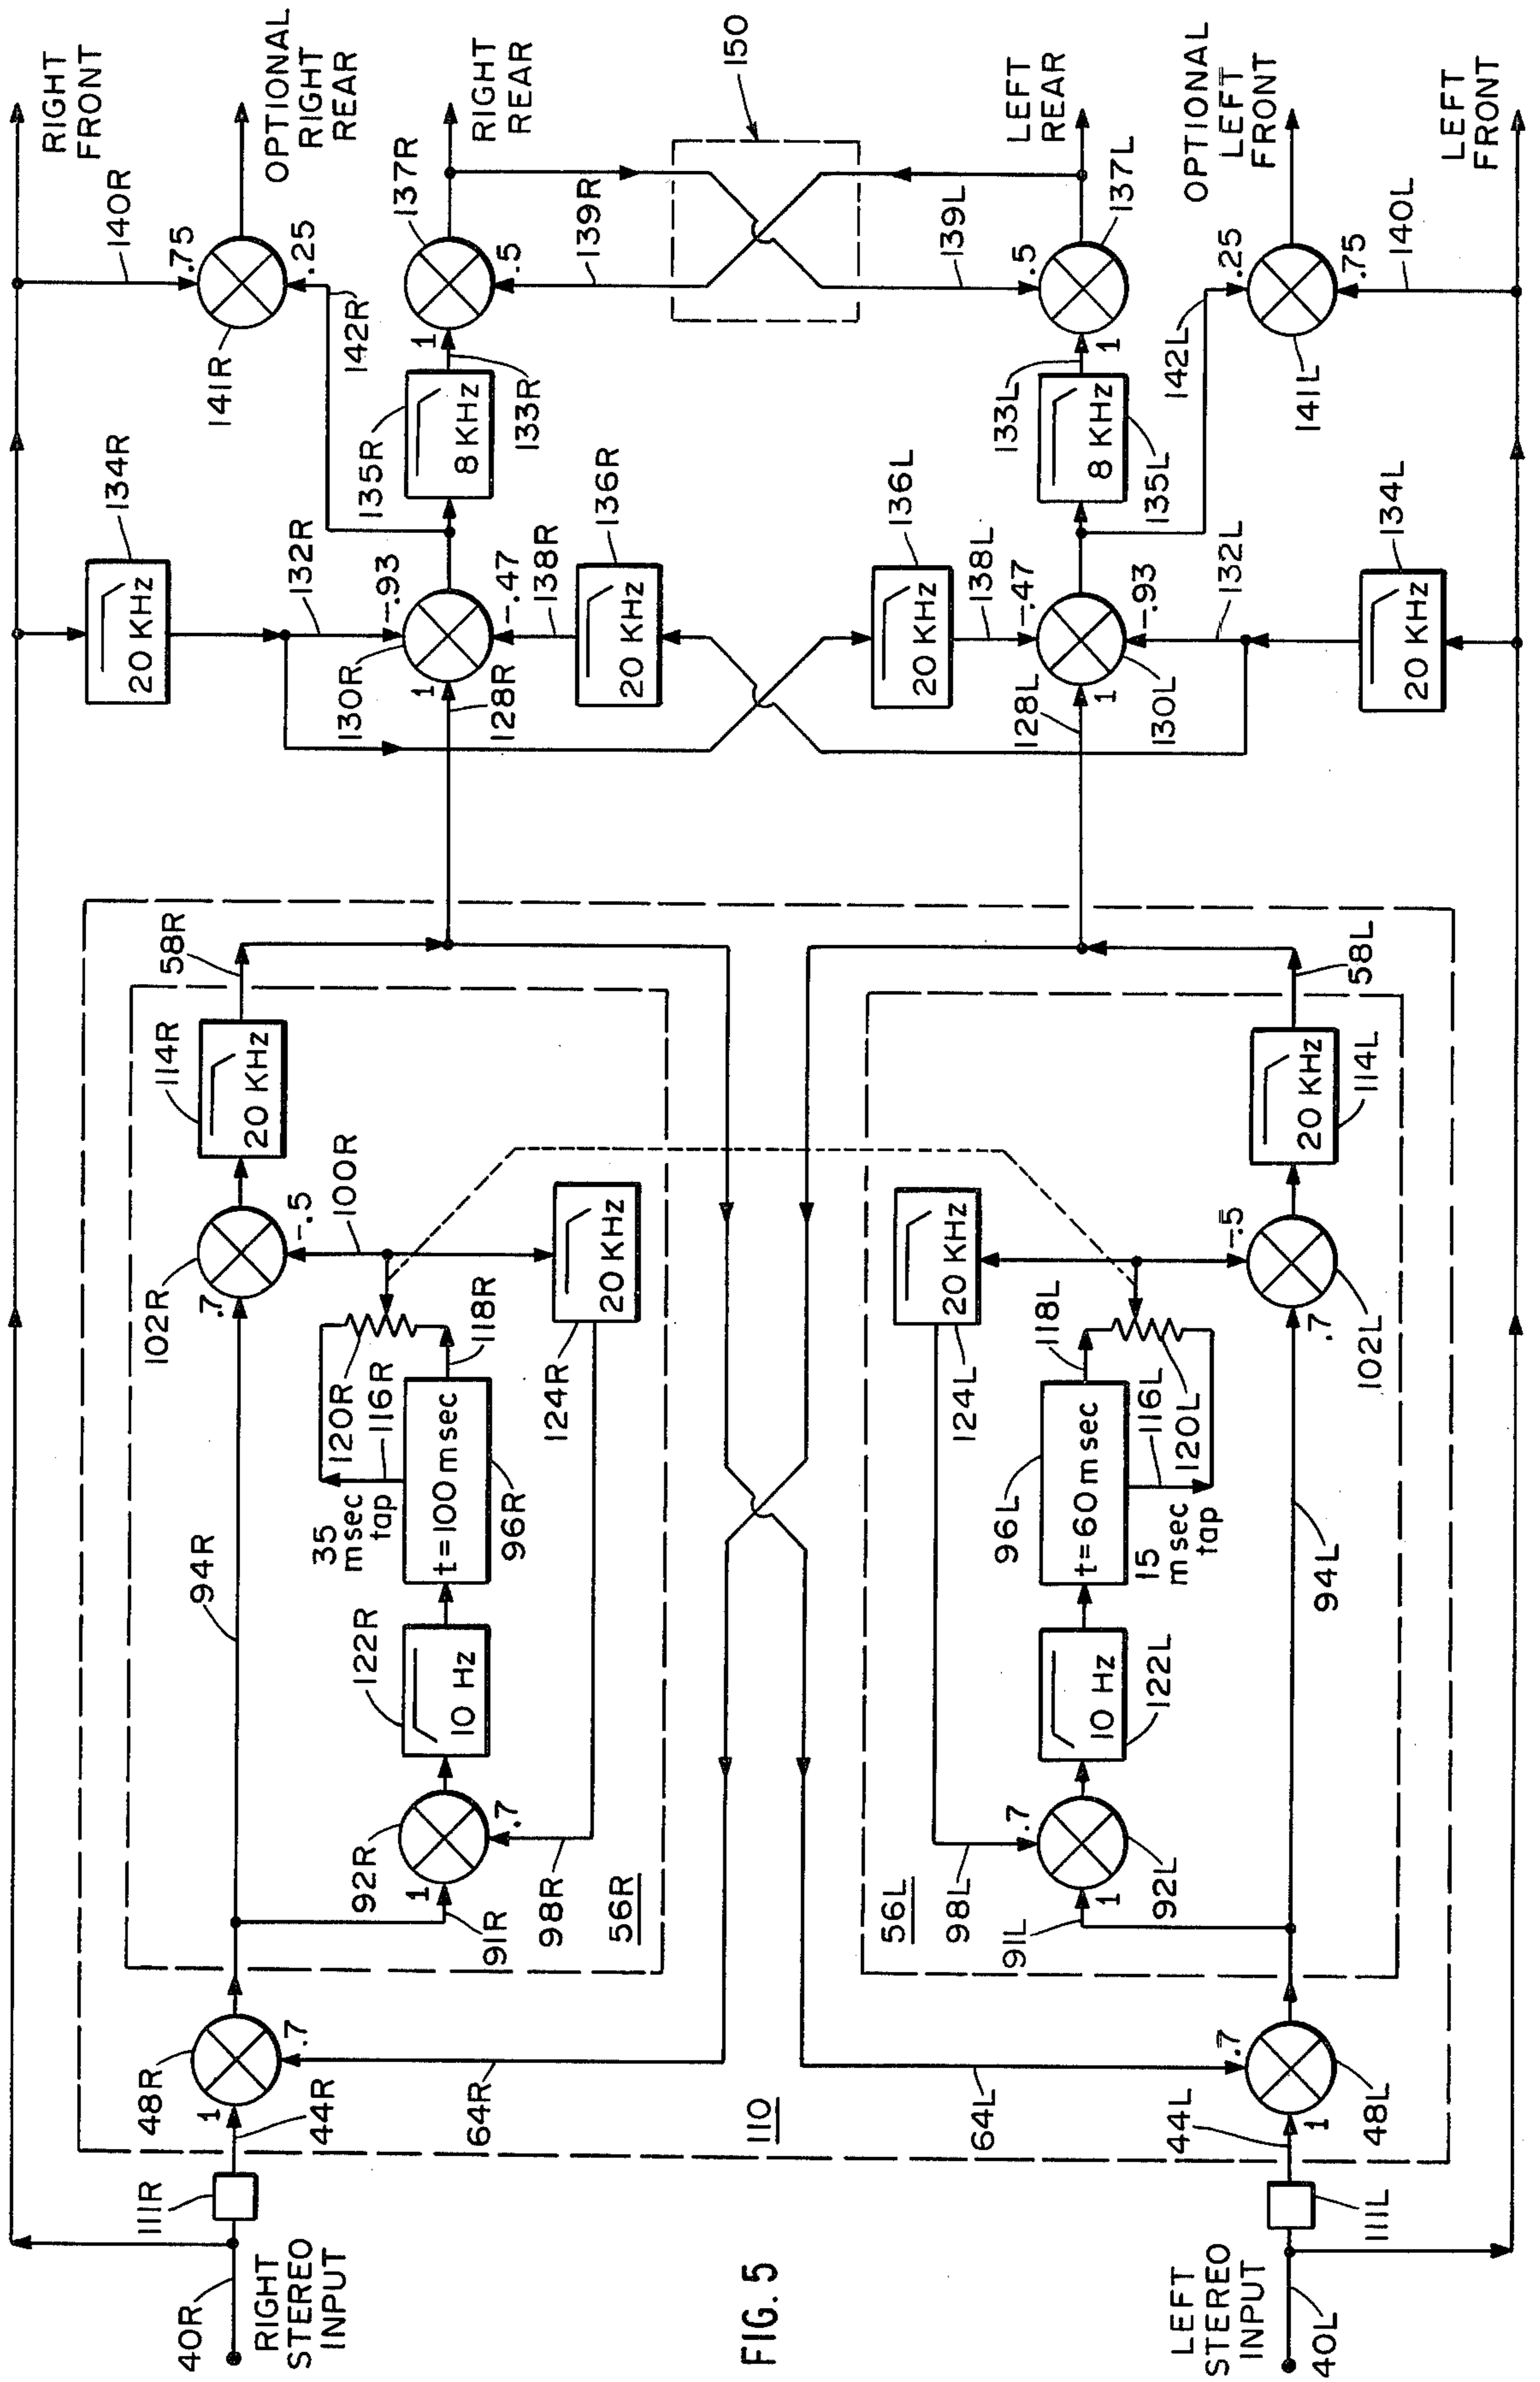 RIGHT
FRONT
OPTIONAL
RIGHT
REAR
RIGHT
REAR
150
LEFT
REAR
OPTIONAL
LEFT
FRONT
LEFT
FRONT
140R
.75
.25
141R
142R
137R
.5
139R
1
133R
135R
8 KHz
139L
.5
137L
1
133L
135L
8 KHz
142L
.25
.75
141L
140L
134R
20 KHz
132R
-.93
-.47
138R
136R
20 KHz
130R
1
128R
136L
20 KHz
138L
-.47
-.93
132L
134L
20 KHz
128L
1
130L
58R
114R
20 KHz
102R
.7
-.5
100R
120R
116R
118R
35
msec
tap
t=100 msec
96R
20 KHz
124R
94R
122R
10 Hz
92R
1
.7
91R
98R
56R
58L
114L
20 KHz
-.5
.7
102L
20 KHz
124L
118L
116L
120L
96L
t=60 msec
15
msec
tap
94L
10 Hz
122L
.7
92L
1
91L
98L
56L
48R
.7
1
44R
64R
110
64L
.7
44L
1
48L
111R
40R
RIGHT
STEREO
INPUT
111L
LEFT
STEREO
INPUT
40L
FIG. 5